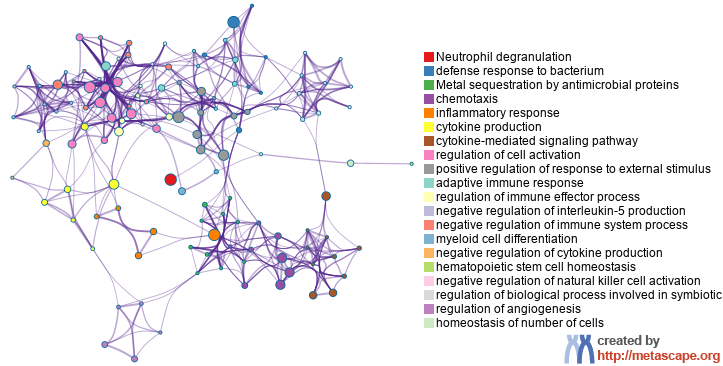 Neutrophil degranulation
defense response to bacterium
Metal sequestration by antimicrobial proteins
chemotaxis
inflammatory response
cytokine production
cytokine-mediated signaling pathway
regulation of cell activation
positive regulation of response to external stimulus
adaptive immune response
regulation of immune effector process
negative regulation of interleukin-5 production
negative regulation of immune system process
myeloid cell differentiation
negative regulation of cytokine production
hematopoietic stem cell homeostasis
negative regulation of natural killer cell activation
regulation of biological process involved in symbiotic
regulation of angiogenesis
homeostasis of number of cells
created by
http://metascape.org